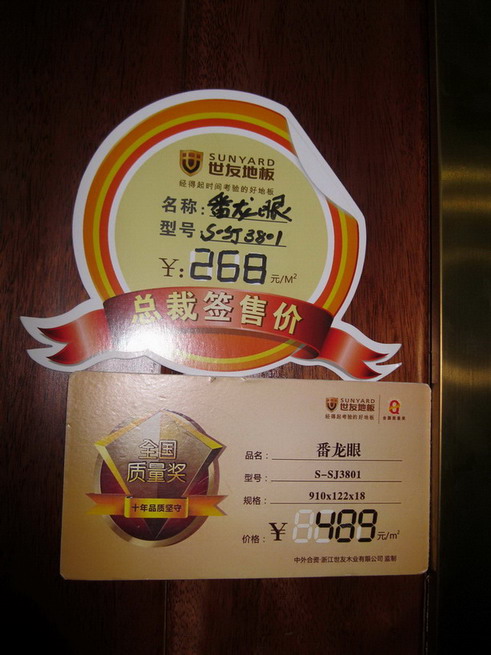 SUNYARD
世友地板
经得起时间考验的好地板
名称:番龙眼
型号 S-SJ3801
¥:268元/M²
总裁签售价
SUNYARD
世友地板
经得起时间考验的好地板
全国
质量奖
十年品质坚守
品名: 番龙眼
型号: S-SJ3801
规格: 910x122x18
价格: ¥489元/m²
中外合资·浙江世友木业有限公司 监制